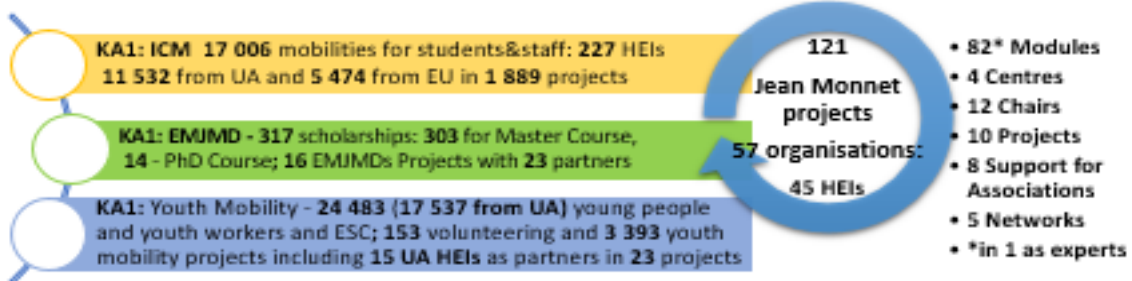 KA1: ICM 17 006 mobilities for students&staff: 227 HEIs
11 532 from UA and 5 474 from EU in 1 889 projects
KA1: EMJMD - 317 scholarships: 303 for Master Course,
14 - PhD Course; 16 EMJMDs Projects with 23 partners
KA1: Youth Mobility - 24 483 (17 537 from UA) young people
and youth workers and ESC; 153 volunteering and 3 393 youth
mobility projects including 15 UA HEIs as partners in 23 projects
121
Jean Monnet
projects
57 organisations:
45 HEIs
• 82* Modules
• 4 Centres
• 12 Chairs
• 10 Projects
• 8 Support for
Associations
• 5 Networks
• *in 1 as experts